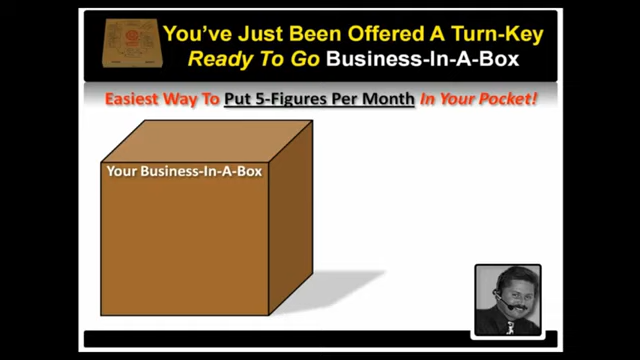 You've Just Been Offered A Turn-Key
Ready To Go Business-In-A-Box
Easiest Way To Put 5-Figures Per Month In Your Pocket!
Your Business-In-A-Box